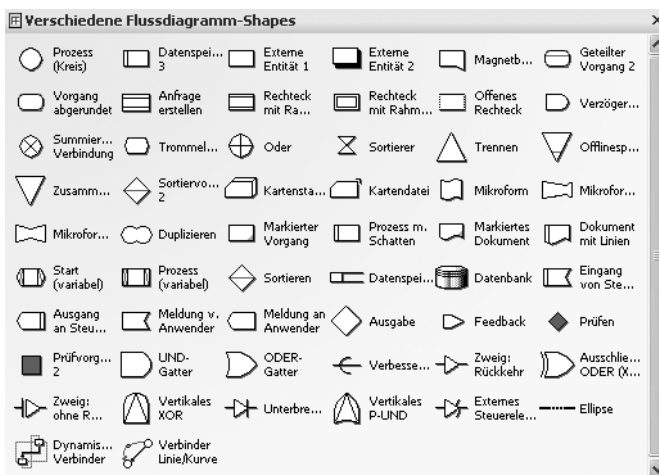 Verschiedene Flussdiagramm-Shapes
Prozess
(Kreis)
Datenspei...
3
Externe
Entität 1
Externe
Entität 2
Magnetb...
Geteilter
Vorgang 2
Vorgang
abgerundet
Anfrage
erstellen
Rechteck
mit Ra...
Rechteck
mit Rahm...
Offenes
Rechteck
Verzöger...
Summier...
Verbindung
Trommel...
Oder
Sortierer
Trennen
Offlinesp...
Zusamm...
Sortiervo...
2
Kartensta...
Kartendatei
Mikroform
Mikrofor...
Mikrofor...
Duplizieren
Markierter
Vorgang
Prozess m.
Schatten
Markiertes
Dokument
Dokument
mit Linien
Start
(variabel)
Prozess
(variabel)
Sortieren
Datenspei...
Datenbank
Eingang
von Ste...
Ausgang
an Steu...
Meldung v.
Anwender
Meldung an
Anwender
Ausgabe
Feedback
Prüfen
Prüfvorg...
2
UND-
Gatter
ODER-
Gatter
Verbesse...
Zweig:
Rückkehr
Ausschlie...
ODER (X...
Zweig:
ohne R...
Vertikales
XOR
Unterbre...
Vertikales
P-UND
Externes
Steuerele...
Ellipse
Dynamis...
Verbinder
Verbinder
Linie/Kurve